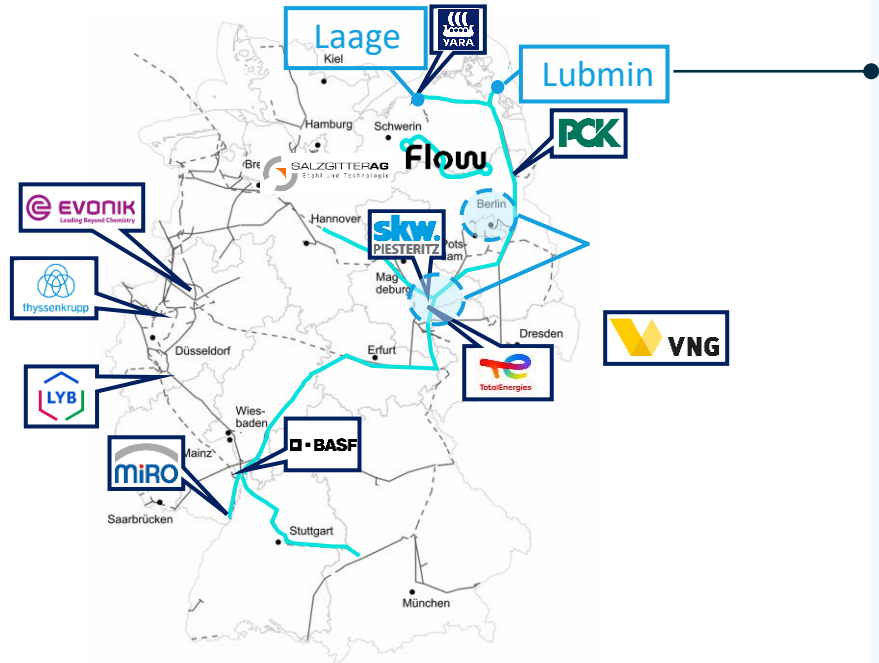 Laage
YARA
Kiel
Lubmin
Hamburg
Schwerin
PCK
Flow
Bre
SALZGITTERAG
Stahl und Technologie
EVONIK
Leading Beyond Chemistry
Berlin
Hannover
skw.
PIESTERITZ
Pots-
dam
Mag
deburg
thyssenkrupp
Dresden
VNG
Düsseldorf
Erfurt
TotalEnergies
LYB
Wies-
baden
BASF
Mainz
MiRO
Saarbrücken
Stuttgart
München